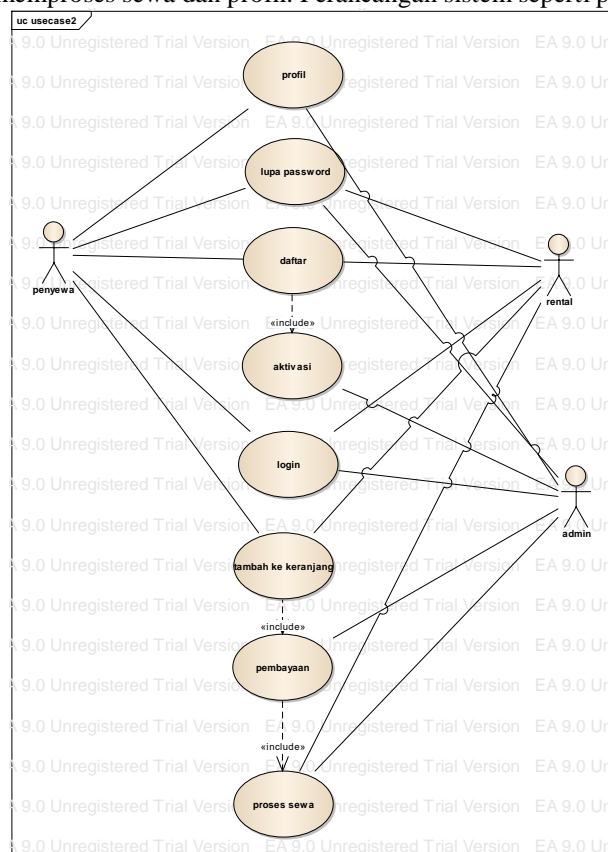 memproses sewa dan profil. Perancangan sistem seperti p
uc usecase2
profil
lupa password
penyewa
daftar
rental
«include»
aktivasi
login
admin
tambah ke keranjang
«include»
pembayaan
«include»
proses sewa
EA 9.0 Unregistered Trial Version